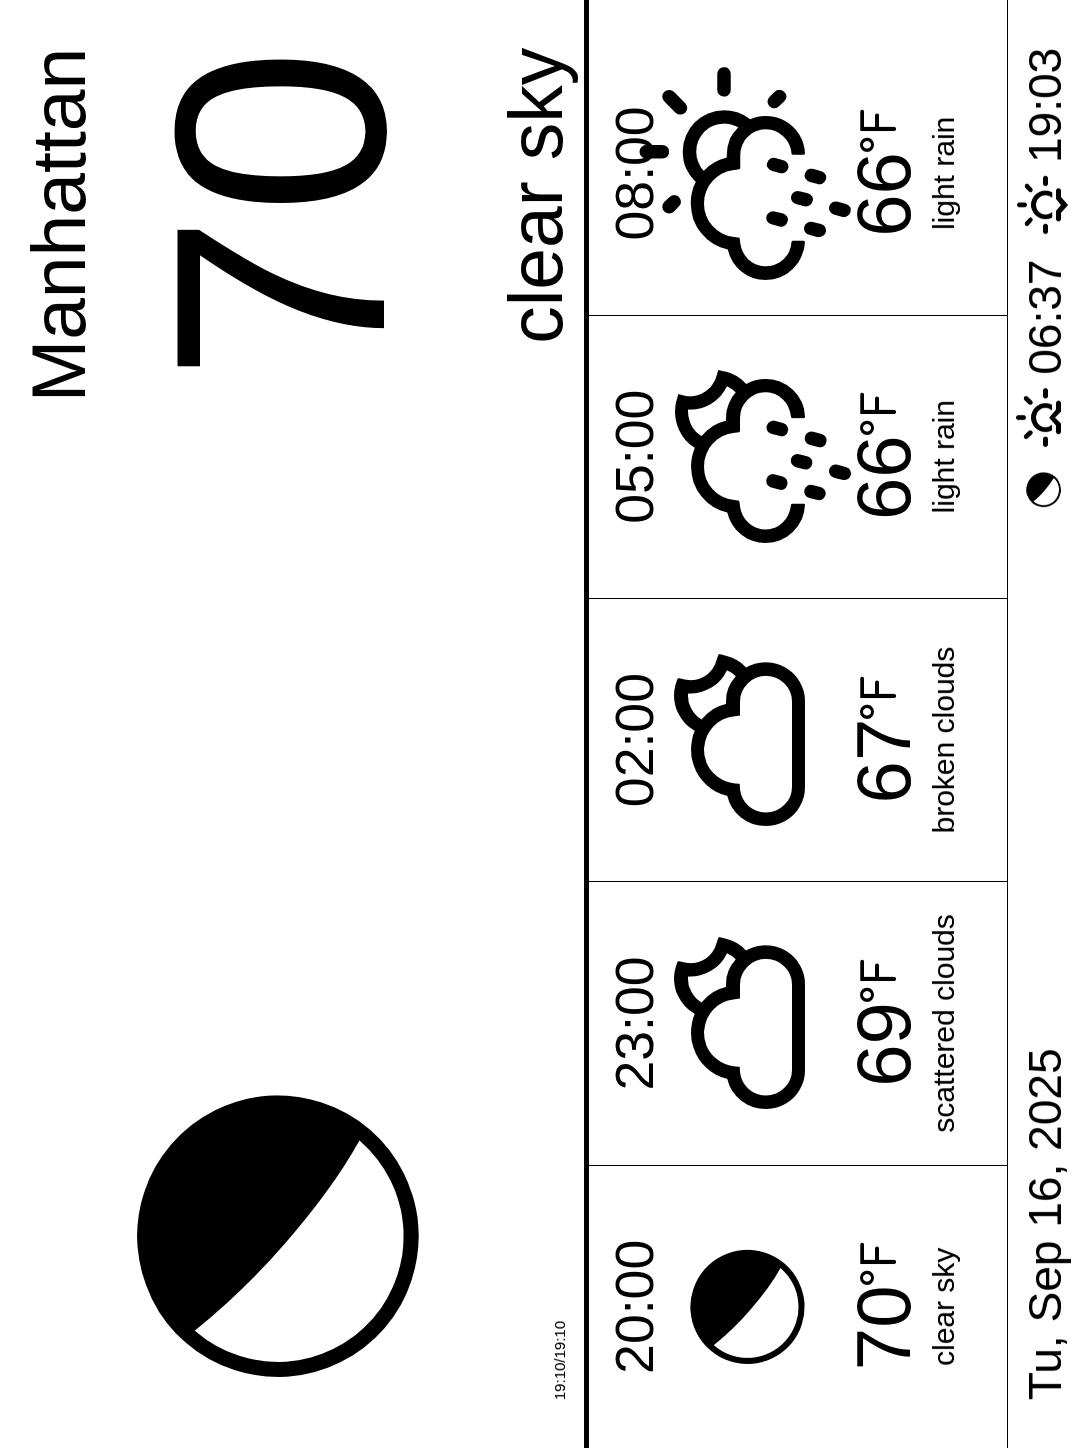 Manhattan
70
clear sky
19:10/19:10
20:00
70°F
clear sky
23:00
69°F
scattered clouds
02:00
67°F
broken clouds
05:00
66°F
light rain
08:00
66°F
light rain
Tu, Sep 16, 2025
06:37
19:03